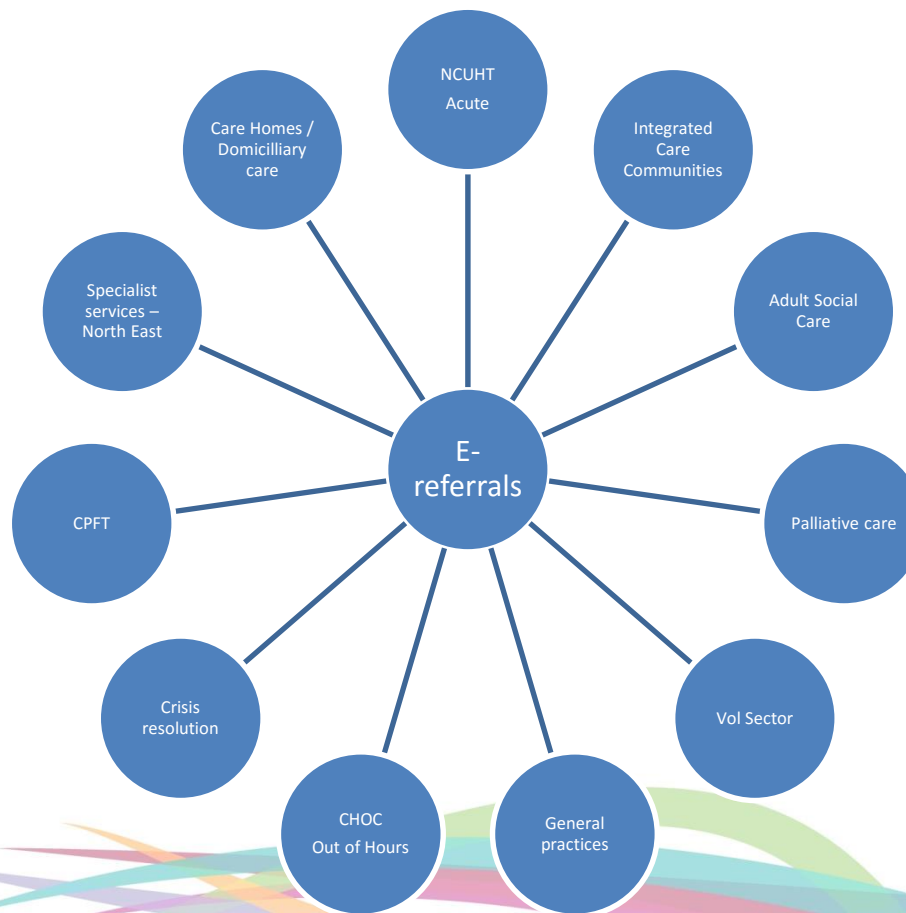 NCUHT
Acute
Care Homes /
Domicilliary
care
Integrated
Care
Communities
Specialist
services –
North East
Adult Social
Care
E-
referrals
CPFT
Palliative care
Crisis
resolution
Vol Sector
CHOC
Out of Hours
General
practices